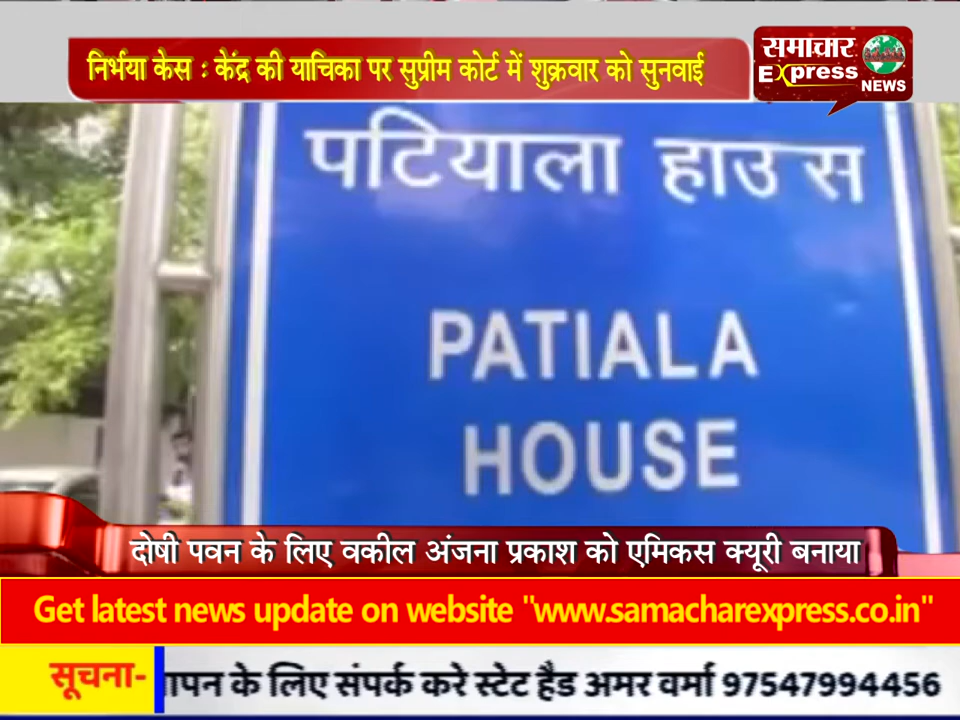 निर्भया केस : केंद्र की याचिका पर सुप्रीम कोर्ट में शुक्रवार को सुनवाई
समाचार
Express
NEWS
पटियाला हाउस
PATIALA
HOUSE
दोषी पवन के लिए वकील अंजना प्रकाश को एमिकस क्यूरी बनाया
Get latest news update on website "www.samacharexpress.co.in"
सूचना- ापन के लिए संपर्क करे स्टेट हैड अमर वर्मा 97547994456